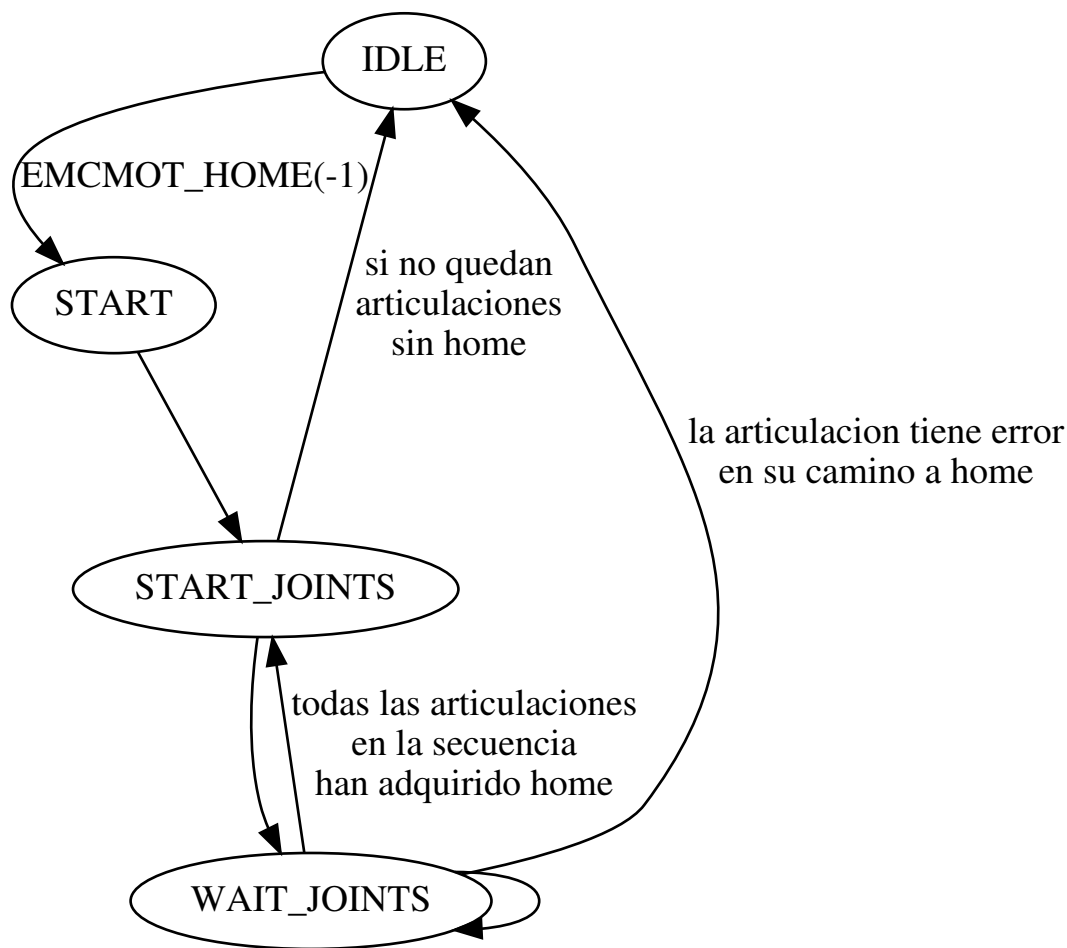 IDLE
EMCMOT_HOME(-1)
si no quedan
articulaciones
sin home
START
la articulacion tiene error
en su camino a home
START_JOINTS
todas las articulaciones
en la secuencia
han adquirido home
WAIT_JOINTS